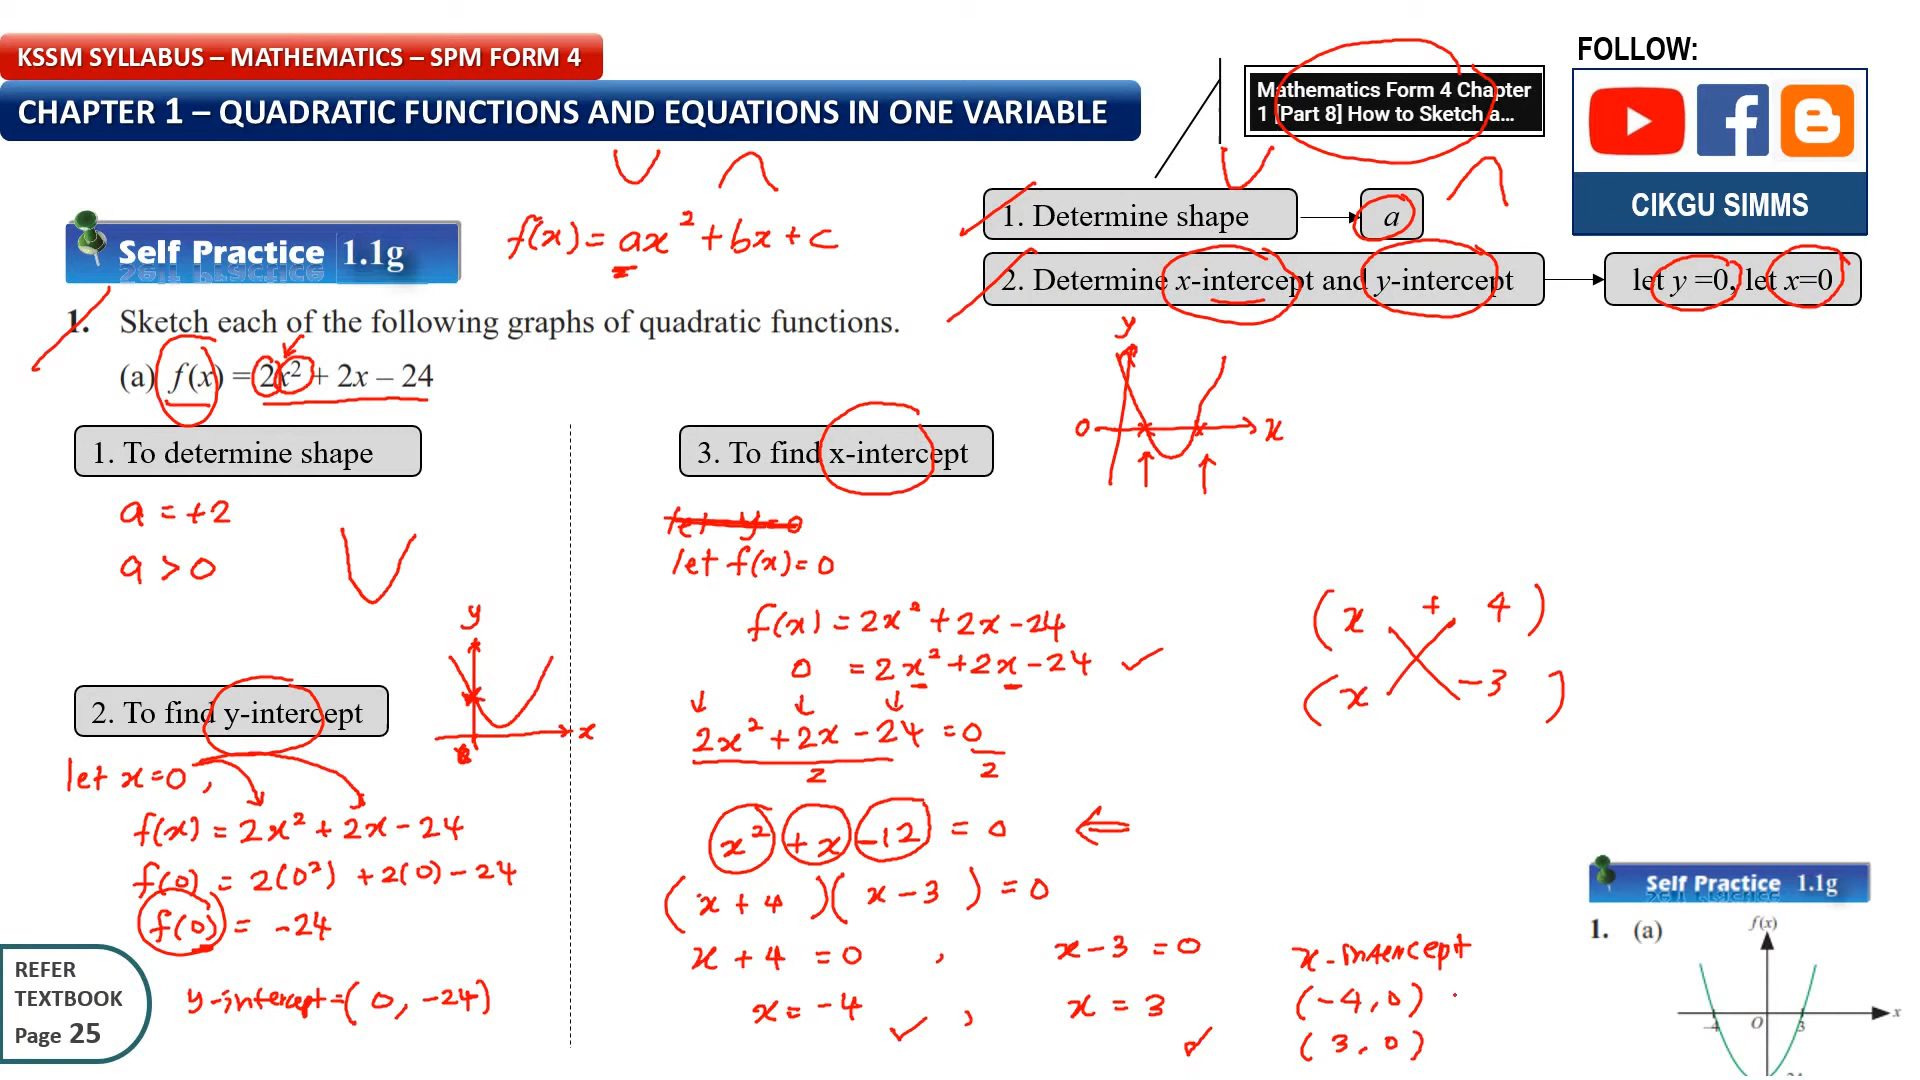 KSSM SYLLABUS – MATHEMATICS – SPM FORM 4
CHAPTER 1 – QUADRATIC FUNCTIONS AND EQUATIONS IN ONE VARIABLE
Mathematics Form 4 Chapter
1 [Part 8] How to Sketch a...
FOLLOW:
CIKGU SIMMS
1. Determine shape
a
2. Determine x-intercept and y-intercept
let y =0, let x=0
Self Practice 1.1g
f(x) = ax² + bx + c
1. Sketch each of the following graphs of quadratic functions.
(a) f(x) = 2x² + 2x – 24
y
0
x
1. To determine shape
a = +2
a > 0
2. To find y-intercept
y
x
let x=0,
f(x) = 2x² + 2x - 24
f(0) = 2(0²) + 2(0) - 24
f(0) = -24
y-intercept = (0, -24)
REFER
TEXTBOOK
Page 25
3. To find x-intercept
let y=0
let f(x)=0
f(x) = 2x² + 2x - 24
0 = 2x² + 2x - 24
2x² + 2x - 24 = 0
2 2
x² + x - 12 = 0
(x + 4)(x - 3) = 0
x + 4 = 0 , x - 3 = 0
x = -4 , x = 3
(x + 4)
(x - 3)
x-intercept
(-4, 0)
(3, 0)
Self Practice 1.1g
1. (a)
f(x)
x
-4
O
3